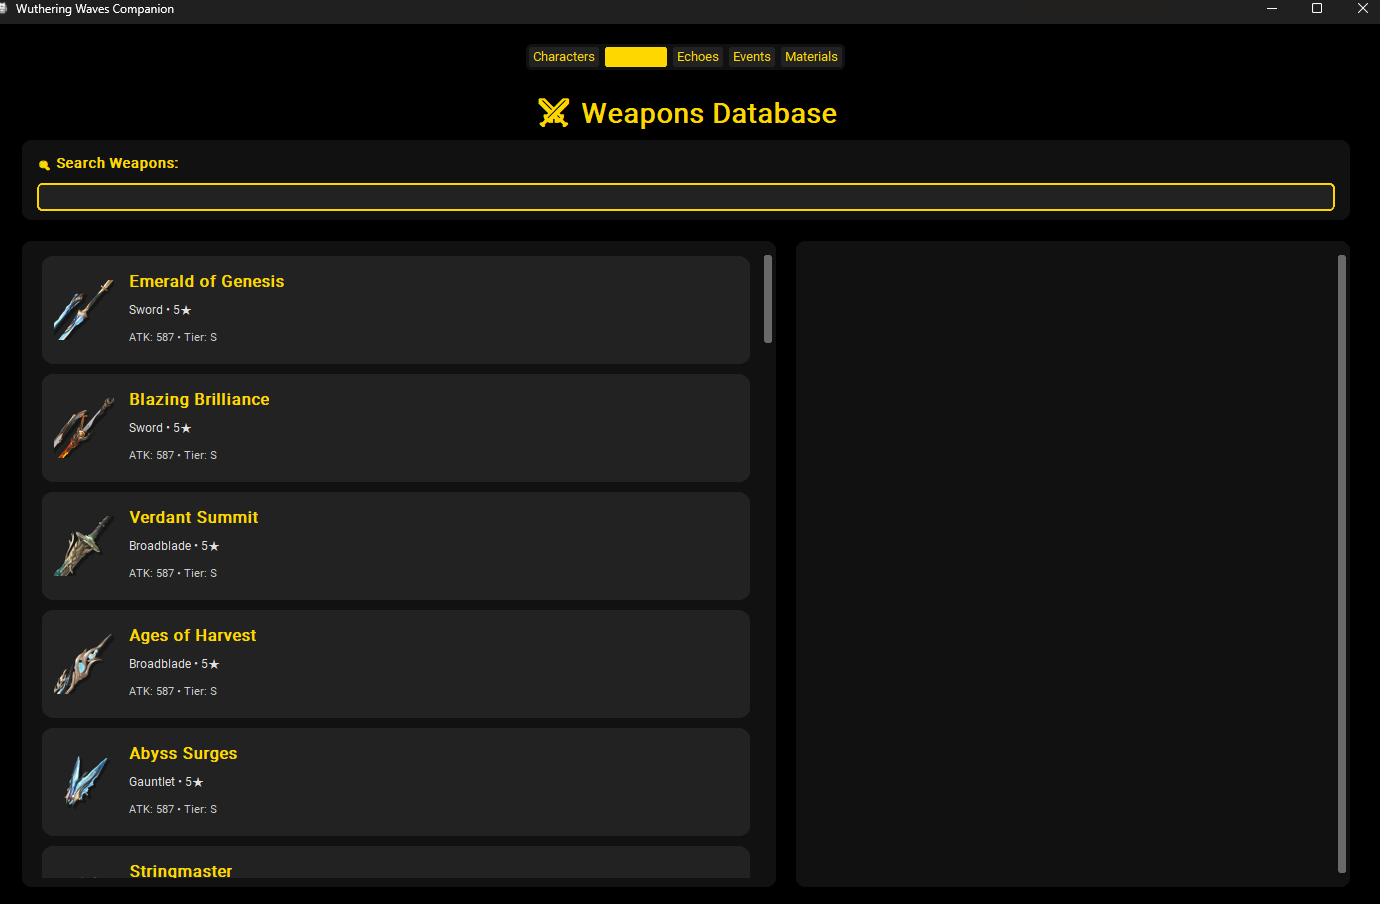 Wuthering Waves Companion
Characters
Echoes
Events
Materials
Weapons Database
Search Weapons:
Emerald of Genesis
Sword • 5★
ATK: 587 • Tier: S
Blazing Brilliance
Sword • 5★
ATK: 587 • Tier: S
Verdant Summit
Broadblade • 5★
ATK: 587 • Tier: S
Ages of Harvest
Broadblade • 5★
ATK: 587 • Tier: S
Abyss Surges
Gauntlet • 5★
ATK: 587 • Tier: S
Stringmaster